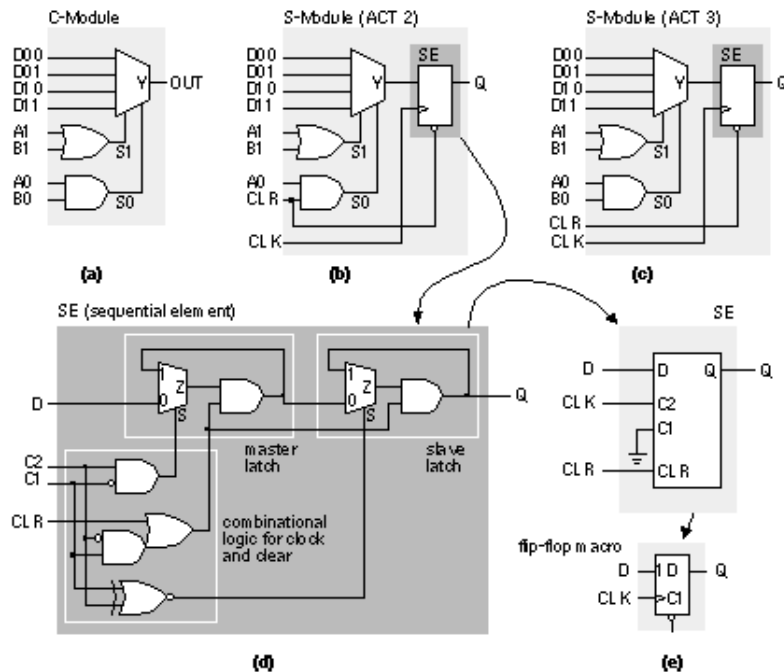 C-Module
D00
D01
D10
D11
Y
OUT
A1
B1
S1
A0
B0
S0
(a)
S-Module (ACT 2)
SE
D00
D01
D10
D11
Y
Q
A1
B1
S1
A0
CLR
S0
CLK
(b)
S-Module (ACT 3)
SE
D00
D01
D10
D11
Y
Q
A1
B1
S1
A0
B0
S0
CLR
CLK
(c)
SE (sequential element)
1
Z
0
S
D
1
Z
0
S
Q
master
latch
slave
latch
C2
C1
CLR
combinational
logic for clock
and clear
(d)
SE
D
D
Q
Q
CLK
C2
C1
CLR
CLR
flip-flop macro
D
1D
Q
CLK
C1
(e)